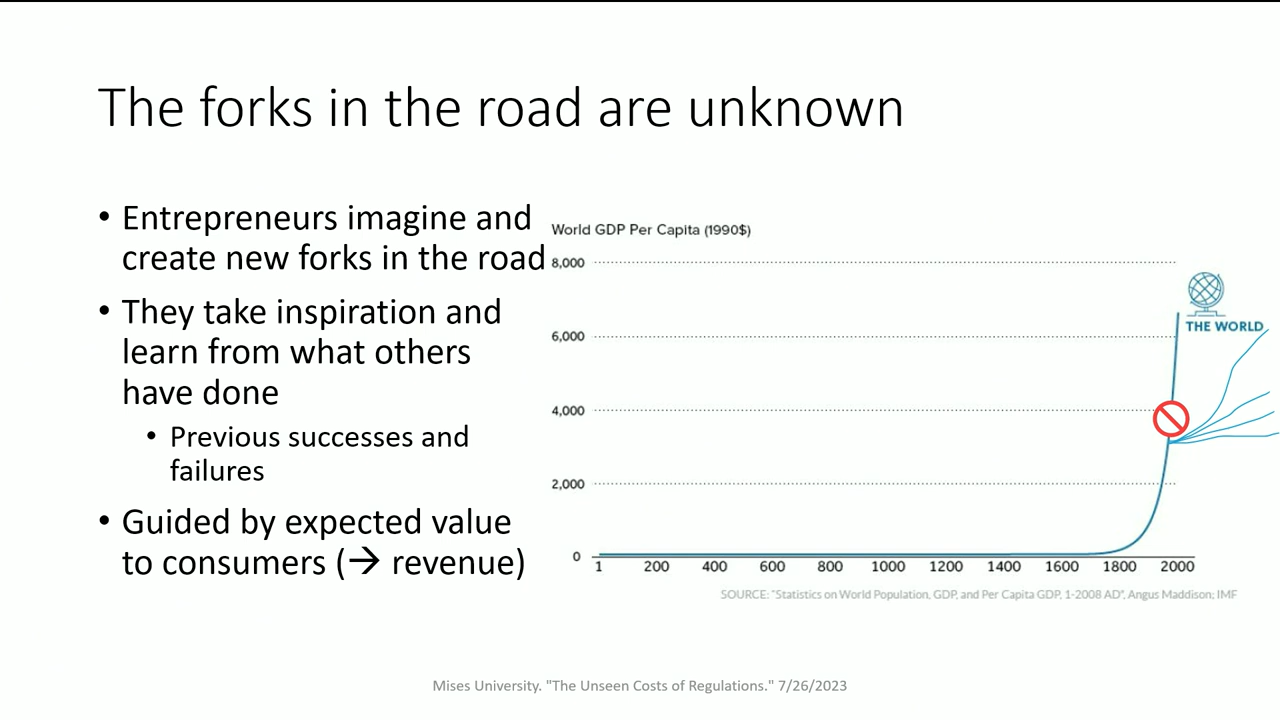 The forks in the road are unknown
• Entrepreneurs imagine and
create new forks in the road
• They take inspiration and
learn from what others
have done
• Previous successes and
failures
• Guided by expected value
to consumers (→ revenue)
World GDP Per Capita (1990$)
8,000
6,000
4,000
2,000
0
THE WORLD
1 200 400 600 800 1000 1200 1400 1600 1800 2000
SOURCE: "Statistics on World Population, GDP, and Per Capita GDP, 1-2008 AD", Angus Maddison; IMF
Mises University. "The Unseen Costs of Regulations." 7/26/2023